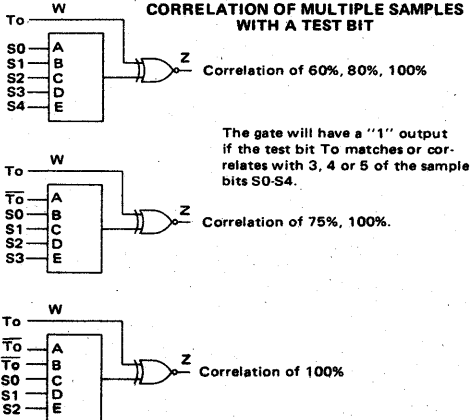 CORRELATION OF MULTIPLE SAMPLES
WITH A TEST BIT
W
To
S0 A
S1 B
S2 C
S3 D
S4 E
Z
Correlation of 60%, 80%, 100%
The gate will have a "1" output
if the test bit To matches or cor-
relates with 3, 4 or 5 of the sample
bits S0-S4.
W
To
T̅o̅ A
S0 B
S1 C
S2 D
S3 E
Z
Correlation of 75%, 100%.
W
To
T̅o̅ A
T̅o̅ B
S0 C
S1 D
S2 E
Z
Correlation of 100%